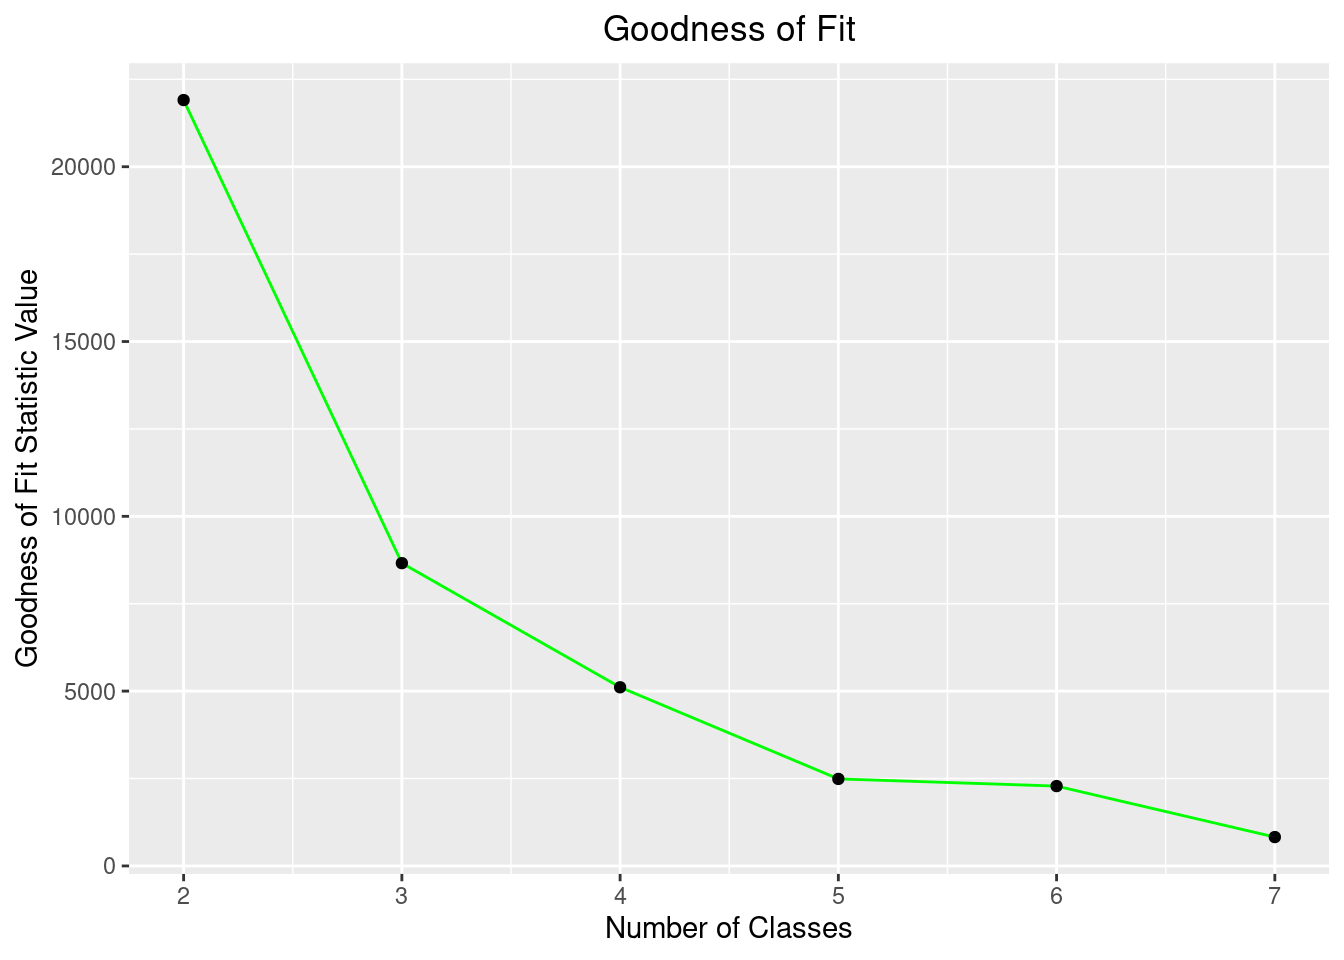 Goodness of Fit
Goodness of Fit Statistic Value
20000
15000
10000
5000
0
2 3 4 5 6 7
Number of Classes